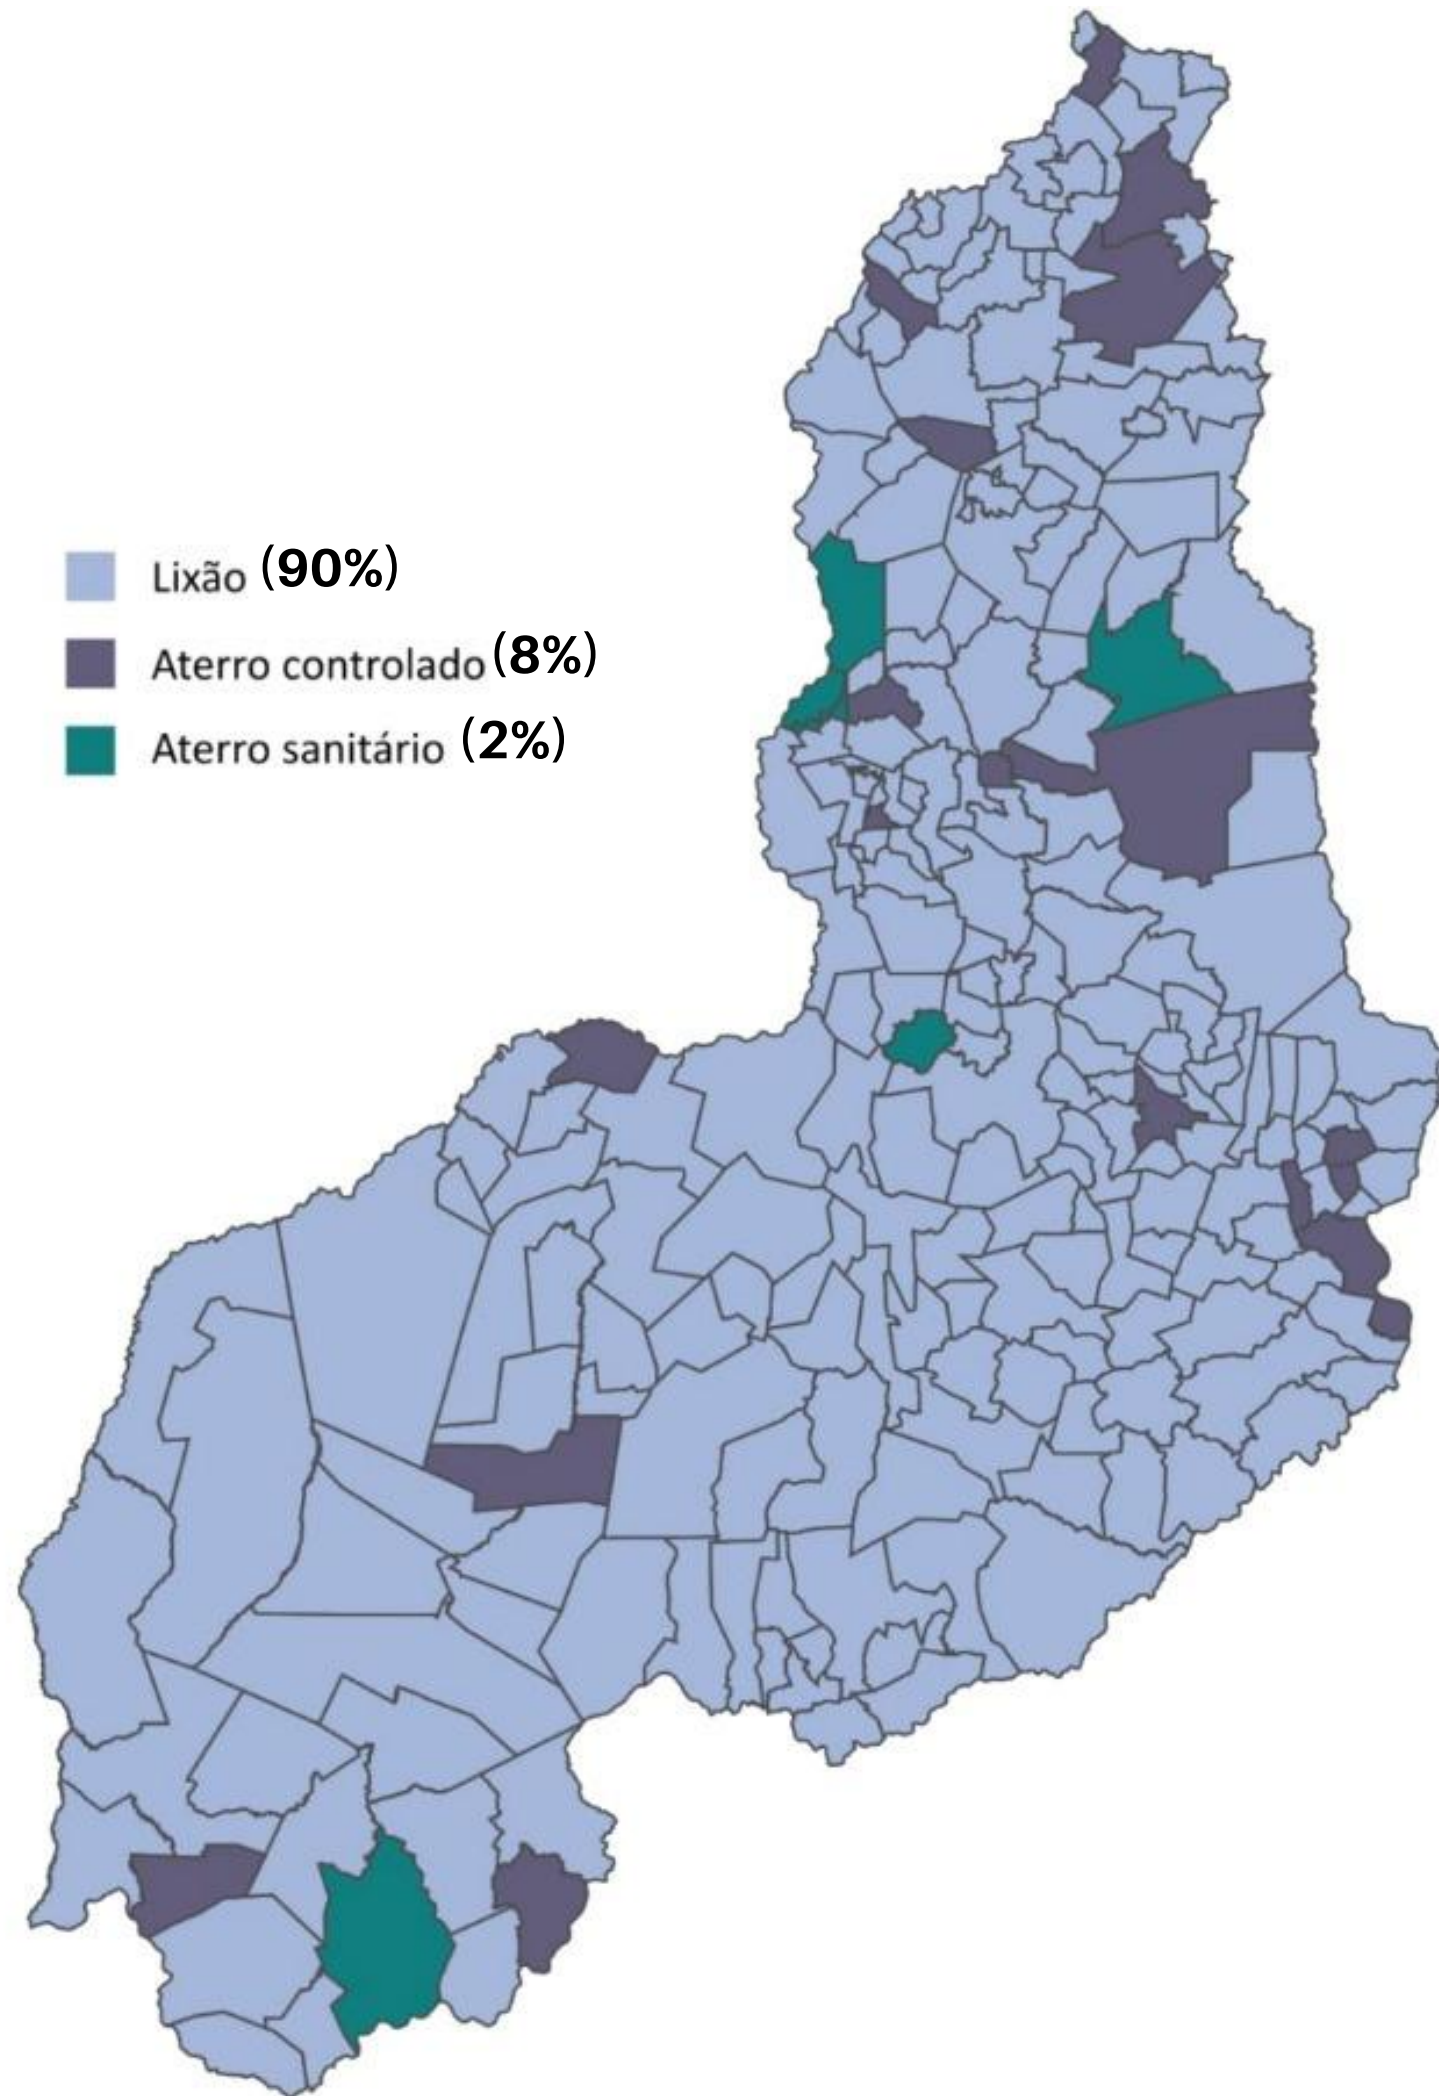 Lixão (90%)
Aterro controlado (8%)
Aterro sanitário (2%)